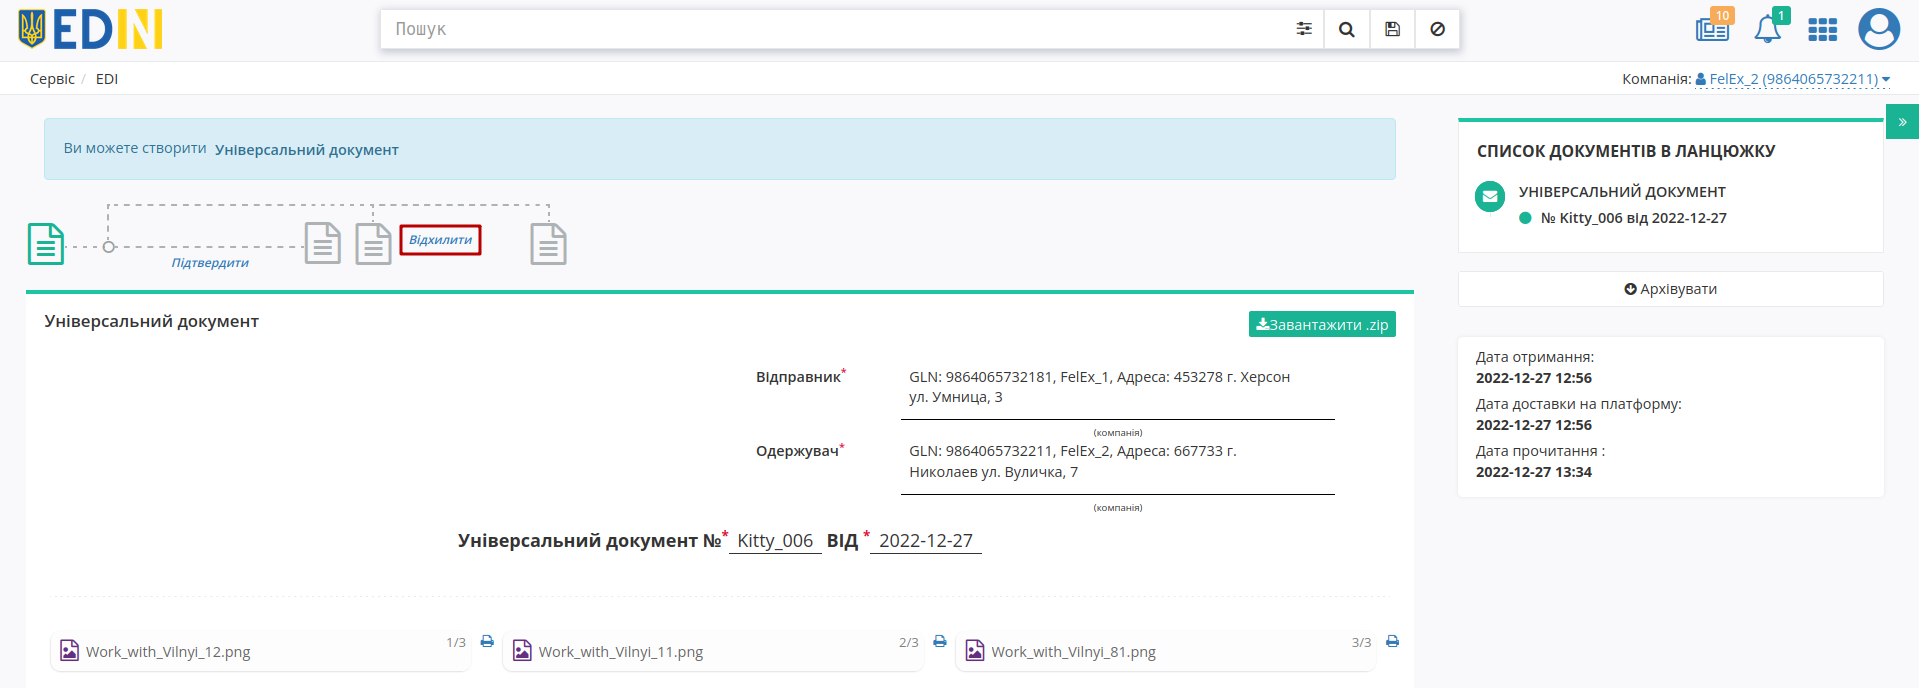 EDIN
Пошук
10
1
Сервіс / EDI
Компанія: FelEx_2 (9864065732211)
Ви можете створити Універсальний документ
Відхилити
Підтвердити
Універсальний документ
Завантажити .zip
Відправник*
GLN: 9864065732181, FelEx_1, Адреса: 453278 г. Херсон
ул. Умница, 3
(компанія)
Одержувач*
GLN: 9864065732211, FelEx_2, Адреса: 667733 г.
Николаев ул. Вуличка, 7
(компанія)
Універсальний документ №* Kitty_006 ВІД * 2022-12-27
Work_with_Vilnyi_12.png 1/3
Work_with_Vilnyi_11.png 2/3
Work_with_Vilnyi_81.png 3/3
»
СПИСОК ДОКУМЕНТІВ В ЛАНЦЮЖКУ
УНІВЕРСАЛЬНИЙ ДОКУМЕНТ
№ Kitty_006 від 2022-12-27
Архівувати
Дата отримання:
2022-12-27 12:56
Дата доставки на платформу:
2022-12-27 12:56
Дата прочитання :
2022-12-27 13:34